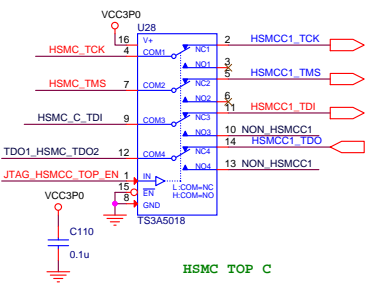 VCC3P0
U28
16 V+
HSMC_TCK 4 COM1 NC1 2 HSMCC1_TCK
NO1 3
HSMC_TMS 7 COM2 NC2 5 HSMCC1_TMS
NO2 6
HSMC_C_TDI 9 COM3 NC3 11 HSMCC1_TDI
NO3 10 NON_HSMCC1
TDO1_HSMC_TDO2 12 COM4 NC4 14 HSMCC1_TDO
NO4 13 NON_HSMCC1
JTAG_HSMCC_TOP_EN 1 IN
15 EN
L:COM=NC
H:COM=NO
8 GND
TS3A5018
VCC3P0
C110
0.1u
HSMC TOP C